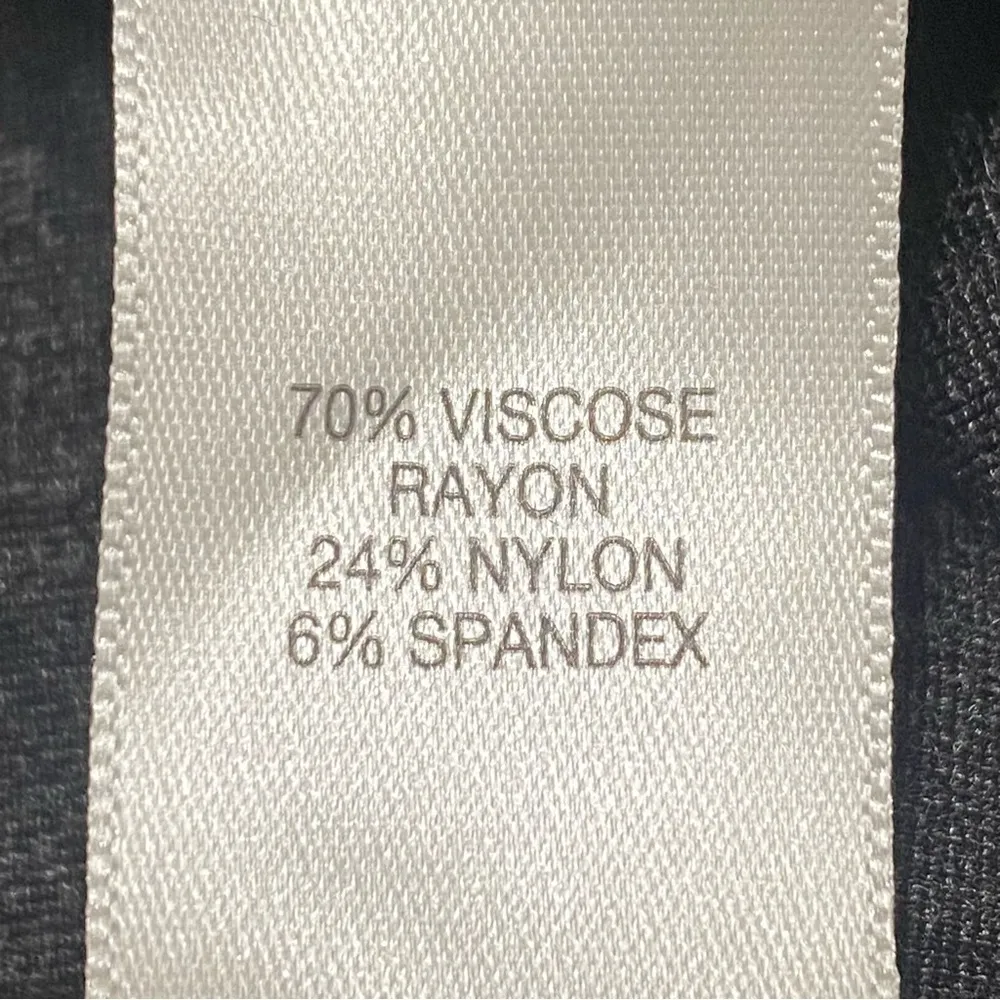 70% VISCOSE
RAYON
24% NYLON
6% SPANDEX